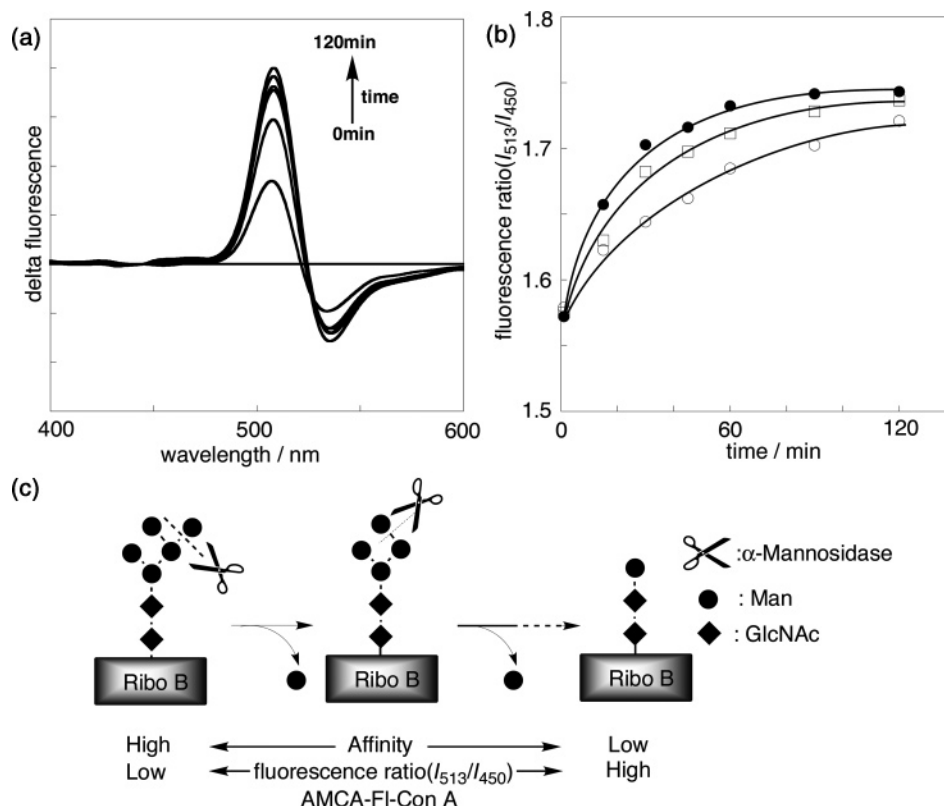 (a)
120min
time
0min
delta fluorescence
400
500
600
wavelength / nm
(b)
1.8
1.7
1.6
1.5
fluorescence ratio(I513/I450)
0
60
120
time / min
(c)
:α-Mannosidase
: Man
: GlcNAc
Ribo B
Ribo B
Ribo B
High Affinity Low
Low fluorescence ratio(I513/I450) High
AMCA-Fl-Con A